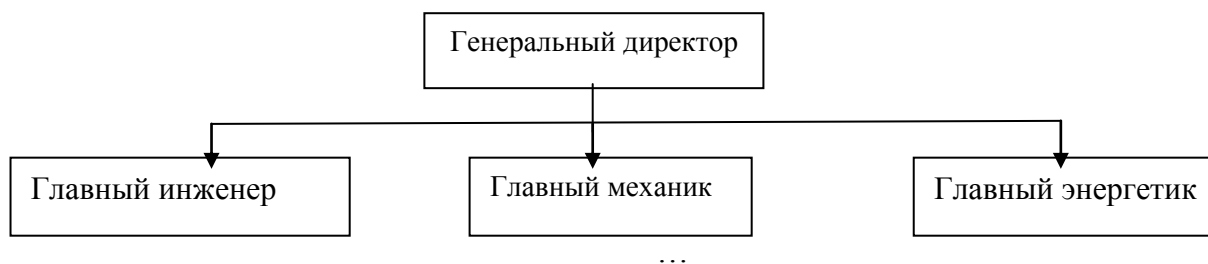 Генеральный директор
Главный инженер
Главный механик
Главный энергетик
…